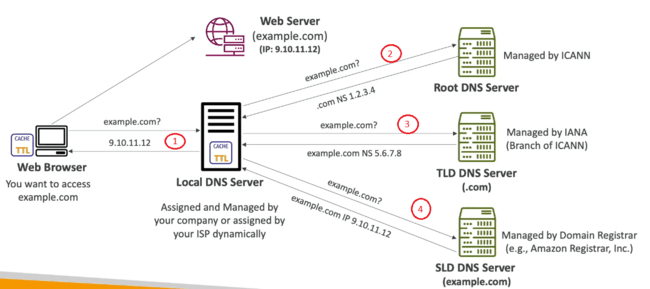 Web Server
(example.com)
(IP: 9.10.11.12)
example.com?
2
.com NS 1.2.3.4
Managed by ICANN
Root DNS Server
example.com?
9.10.11.12
1
CACHE
TTL
Web Browser
You want to access
example.com
CACHE
TTL
Local DNS Server
Assigned and Managed by
your company or assigned by
your ISP dynamically
example.com?
3
example.com NS 5.6.7.8
Managed by IANA
(Branch of ICANN)
TLD DNS Server
(.com)
example.com?
4
example.com IP 9.10.11.12
Managed by Domain Registrar
(e.g., Amazon Registrar, Inc.)
SLD DNS Server
(example.com)